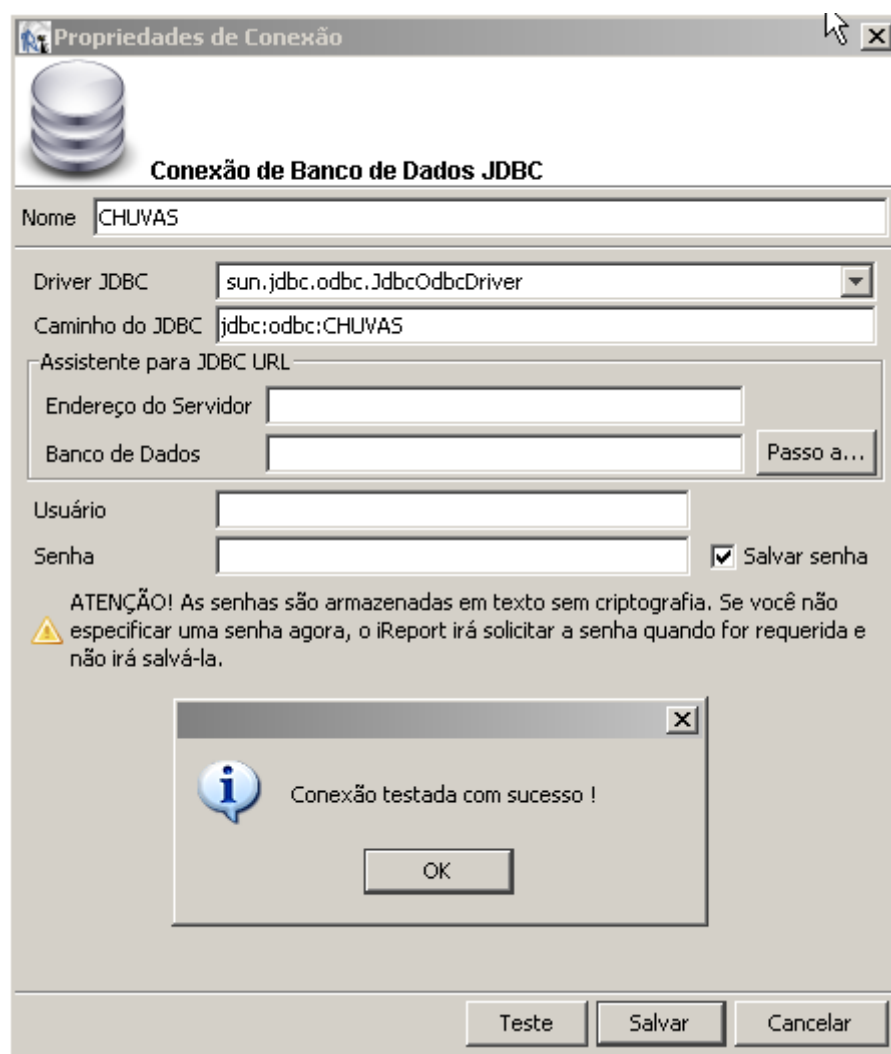 Propriedades de Conexão
Conexão de Banco de Dados JDBC
Nome CHUVAS
Driver JDBC sun.jdbc.odbc.JdbcOdbcDriver
Caminho do JDBC jdbc:odbc:CHUVAS
Assistente para JDBC URL
Endereço do Servidor
Banco de Dados Passo a...
Usuário
Senha Salvar senha
ATENÇÃO! As senhas são armazenadas em texto sem criptografia. Se você não
especificar uma senha agora, o iReport irá solicitar a senha quando for requerida e
não irá salvá-la.
Conexão testada com sucesso !
OK
Teste Salvar Cancelar